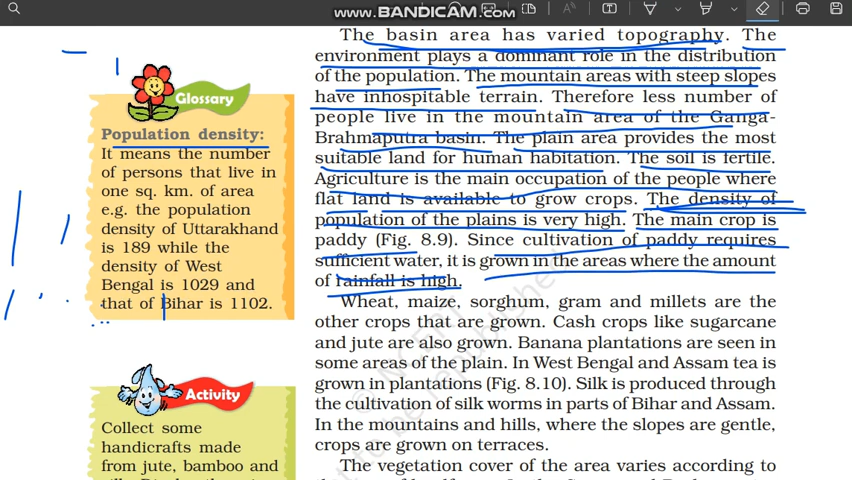 www.BANDICAM.com
The basin area has varied topography. The
environment plays a dominant role in the distribution
of the population. The mountain areas with steep slopes
have inhospitable terrain. Therefore less number of
people live in the mountain area of the Ganga-
Brahmaputra basin. The plain area provides the most
suitable land for human habitation. The soil is fertile.
Agriculture is the main occupation of the people where
flat land is available to grow crops. The density of
population of the plains is very high. The main crop is
paddy (Fig. 8.9). Since cultivation of paddy requires
sufficient water, it is grown in the areas where the amount
of rainfall is high.
Wheat, maize, sorghum, gram and millets are the
other crops that are grown. Cash crops like sugarcane
and jute are also grown. Banana plantations are seen in
some areas of the plain. In West Bengal and Assam tea is
grown in plantations (Fig. 8.10). Silk is produced through
the cultivation of silk worms in parts of Bihar and Assam.
In the mountains and hills, where the slopes are gentle,
crops are grown on terraces.
The vegetation cover of the area varies according to
Glossary
Population density:
It means the number
of persons that live in
one sq. km. of area
e.g. the population
density of Uttarakhand
is 189 while the
density of West
Bengal is 1029 and
that of Bihar is 1102.
Activity
Collect some
handicrafts made
from jute, bamboo and
© NCERT
not to be republished